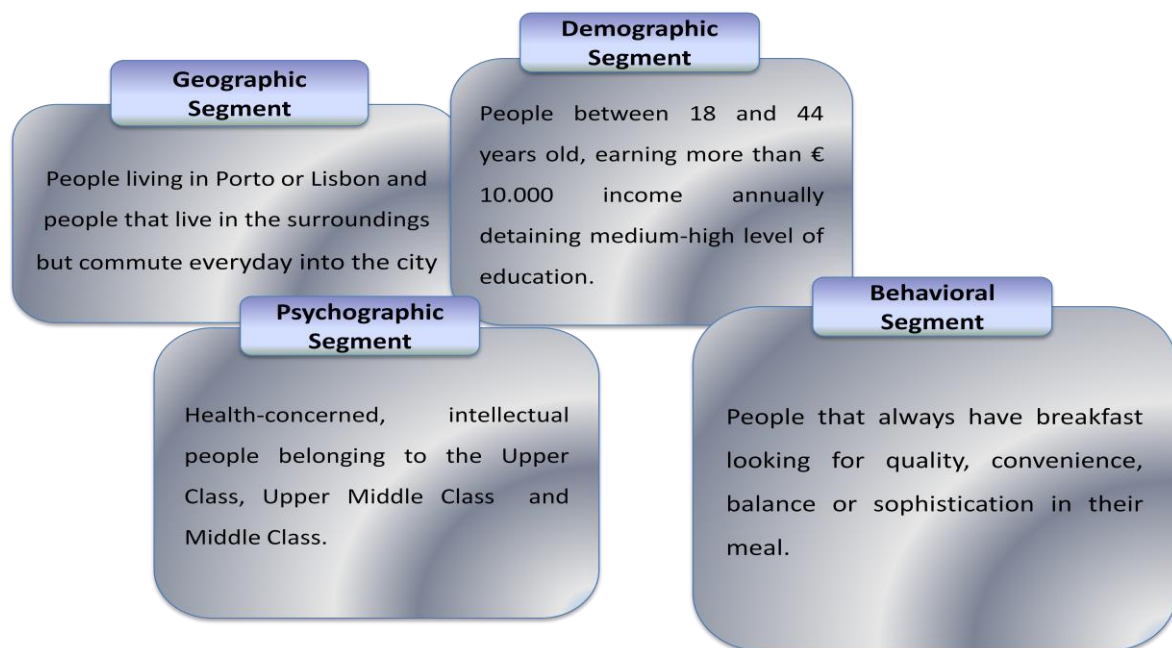 Geographic
Segment
People living in Porto or Lisbon and
people that live in the surroundings
but commute everyday into the city
Demographic
Segment
People between 18 and 44
years old, earning more than €
10.000 income annually
detaining medium-high level of
education.
Psychographic
Segment
Health-concerned, intellectual
people belonging to the Upper
Class, Upper Middle Class and
Middle Class.
Behavioral
Segment
People that always have breakfast
looking for quality, convenience,
balance or sophistication in their
meal.